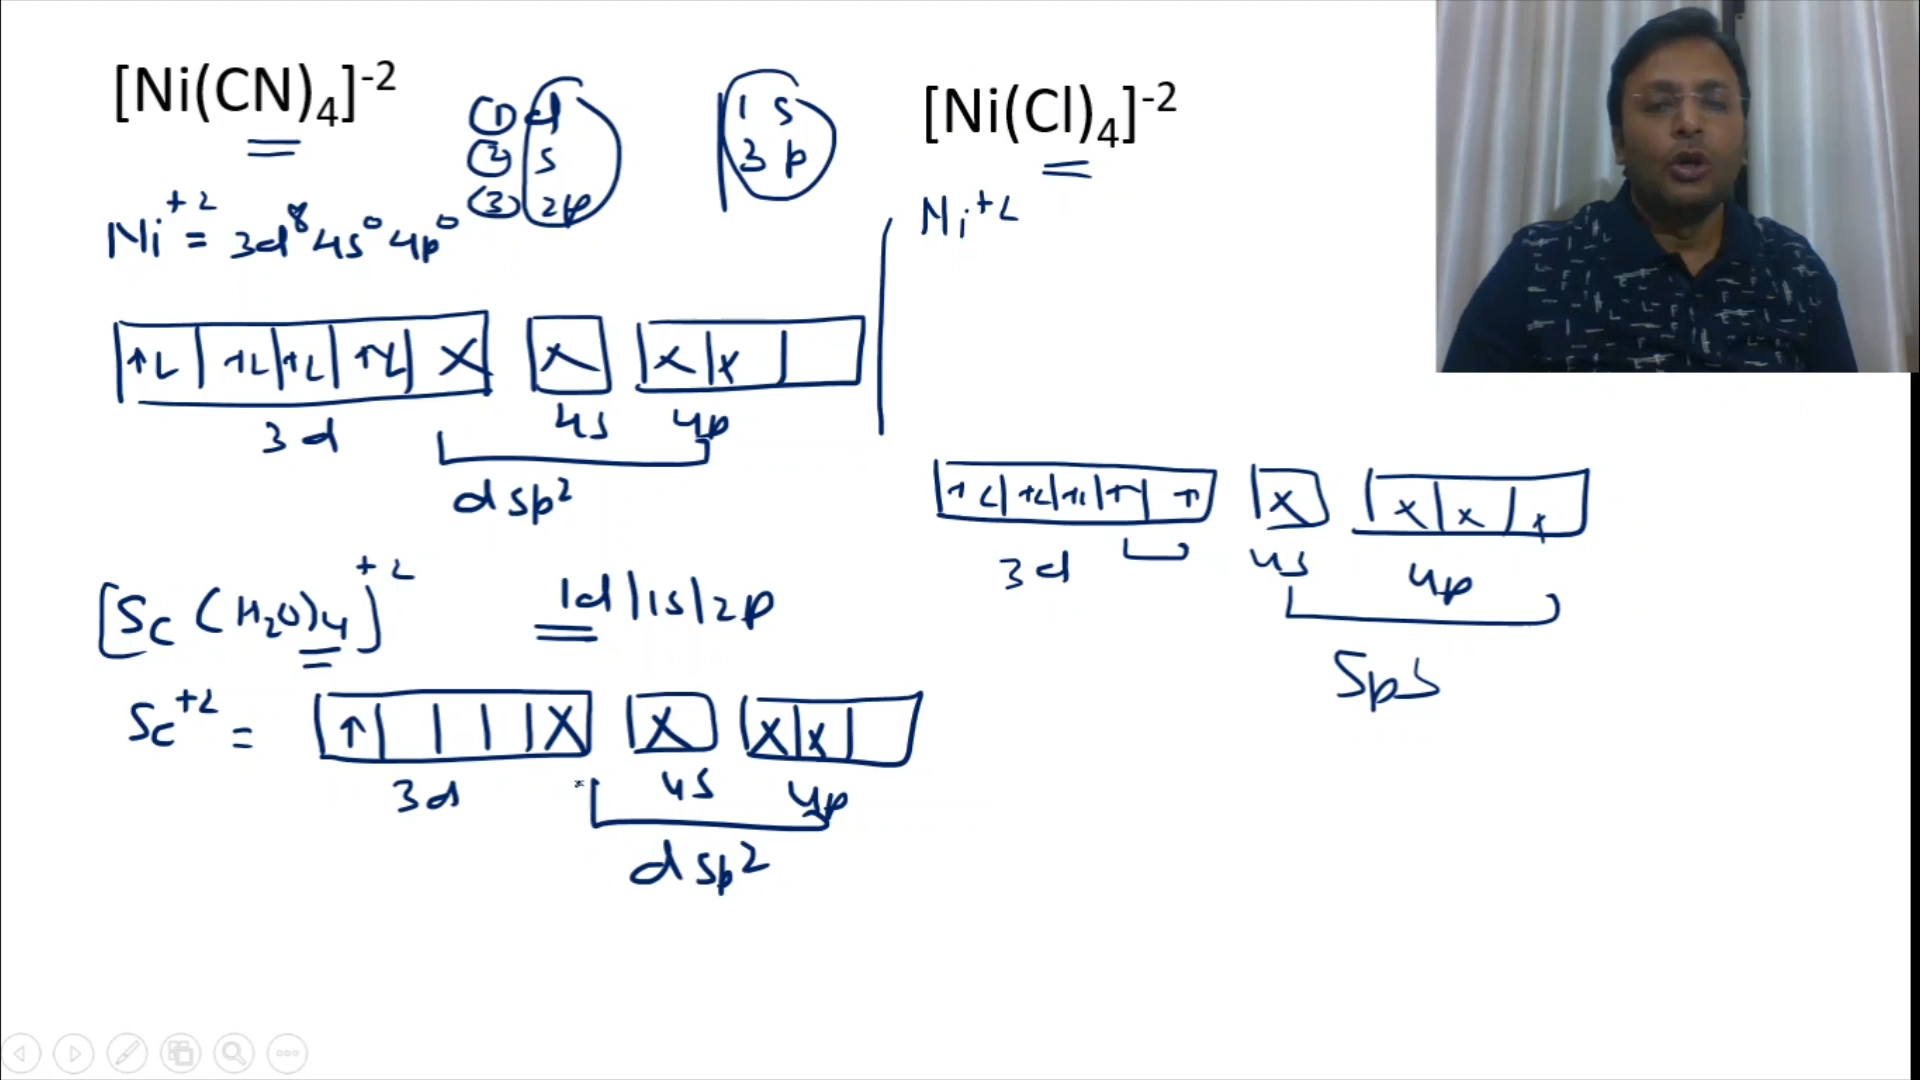 [Ni(CN)₄]⁻²
① d
② s
③ 2p
1 s
3 p
[Ni(Cl)₄]⁻²
Ni⁺² = 3d⁸ 4s⁰ 4p⁰
Ni⁺²
3d 4s 4p
dsp²
3d 4s 4p
sp3
[Sc(H₂O)₄]⁺²
1d|1s|2p
Sc⁺² =
3d 4s 4p
dsp²